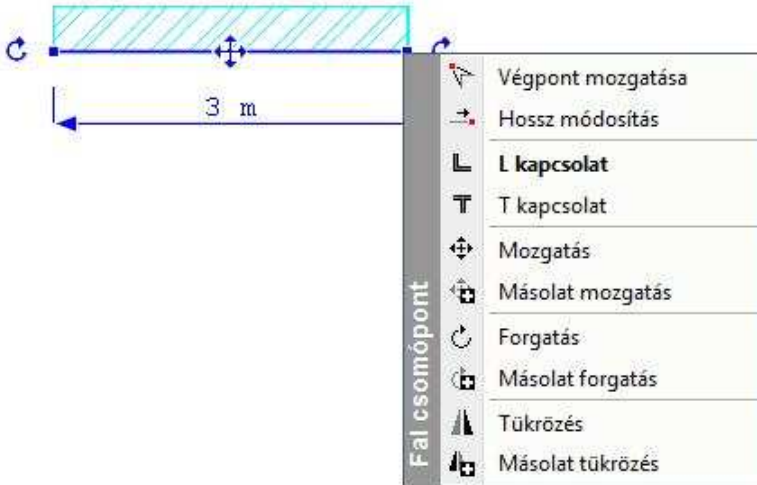 3 m
Fal csomópont
Végpont mozgatása
Hossz módosítás
L kapcsolat
T kapcsolat
Mozgatás
Másolat mozgatás
Forgatás
Másolat forgatás
Tükrözés
Másolat tükrözés